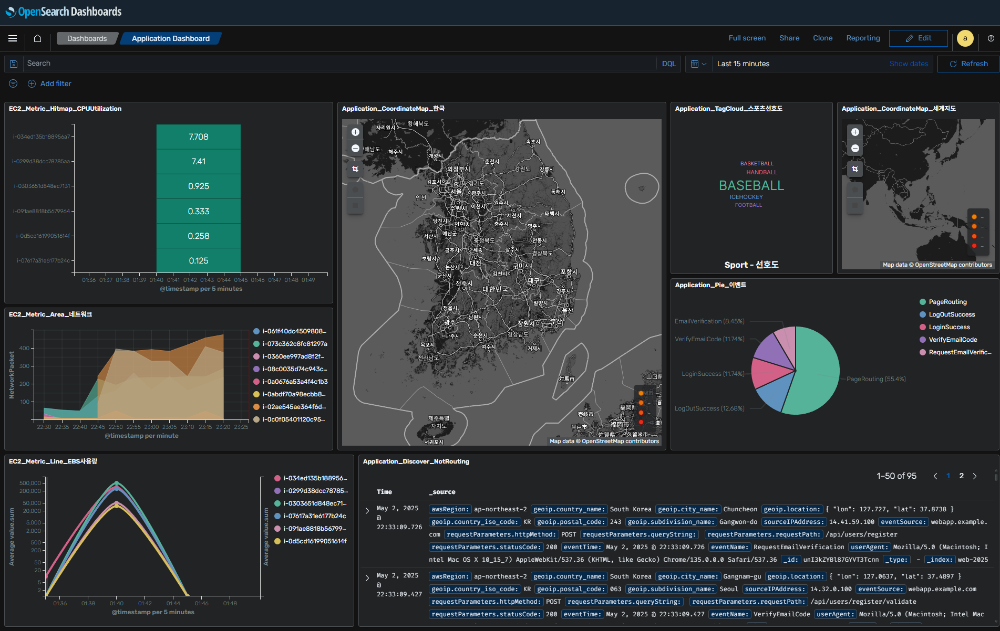 OpenSearch Dashboards
Dashboards
Application Dashboard
Full screen
Share
Clone
Reporting
Edit
a
Search
DQL
Last 15 minutes
Show dates
Refresh
Add filter
EC2_Metric_Hitmap_CPUUtilization
i-034ed135b188956a7
7.708
i-0299d38dcc78785aa
7.41
i-0303651d848ec7131
0.925
i-091ae8818b5679964
0.333
i-0d5cd16199051614f
0.258
i-07617a31e6177b24c
0.125
01:36 01:37 01:38 01:39 01:40 01:41 01:42 01:43 01:44 01:45 01:46 01:47 01:48 01:49
@timestamp per 5 minutes
Application_CoordinateMap_한국
황해북도
사리원시
해주시
개성시
속초시
춘천시
의정부시
강원도
강릉시
김포시
경기도
서울
광주시
동해시
인천
원주시
수원시
이천시
제천시
태백시
당진시
천안시
충주시
영주시
예산군
서산시
충청북도
안동시
공주시
세종
상주시
경상북도
보령시
대전
논산시
구미시
군산시
김천시
포항시
전주시
대구
대한민국
경주시
밀양시
정읍시
울산
남원시
광주
창원시
부산
나주시
순천시
경상남도
목포시
여수시
거제시
전라남도
対馬市
山口県
福岡県
壱岐市
제주특별
자치도
平戸市
福岡市
佐賀県
久留米市
서귀포시
Map data © OpenStreetMap contributors
Application_TagCloud_스포츠선호도
BASKETBALL
HANDBALL
BASEBALL
ICEHOCKEY
FOOTBALL
Sport - 선호도
Application_CoordinateMap_세계지도
Map data © OpenStreetMap contributors
Application_Pie_이벤트
EmailVerification (8.45%)
VerifyEmailCode (11.74%)
LoginSuccess (11.74%)
LogOutSuccess (12.68%)
PageRouting (55.4%)
PageRouting
LogOutSuccess
LoginSuccess
VerifyEmailCode
RequestEmailVerific...
EC2_Metric_Area_네트워크
NetworkPacket
400
300
200
100
22:30 22:35 22:40 22:45 22:50 22:55 23:00 23:05 23:10 23:15 23:20 23:25
@timestamp per minute
i-061f40dc4509808...
i-073c362c8fc81297a
i-0360ee997ad8f2f...
i-08c0035d74c943c...
i-0a0676a53a4f4c1b3
i-0abdf70a98ecbb8...
i-02ae545ae364f6d...
i-0c0f05401120c95...
EC2_Metric_Line_EBS사용량
Average value.sum
500,000
200,000
50,000
20,000
5,000
2,000
500
200
50
20
5
2
01:36 01:38 01:40 01:42 01:44 01:46 01:48
@timestamp per 5 minutes
Average value.sum
i-034ed135b188956...
i-0299d38dcc78785...
i-0303651d848ec71...
i-07617a31e6177b24c
i-091ae8818b56799...
i-0d5cd16199051614f
Application_Discover_NotRouting
1–50 of 95
1
2
Time
_source
May 2, 2025 @ 22:33:09.726
awsRegion: ap-northeast-2 geoip.country_name: South Korea geoip.city_name: Chuncheon geoip.location: { "lon": 127.727, "lat": 37.8738 }
geoip.country_iso_code: KR geoip.postal_code: 243 geoip.subdivision_name: Gangwon-do sourceIPAddress: 14.41.59.100 eventSource: webapp.example.
com requestParameters.httpMethod: POST requestParameters.queryString: requestParameters.requestPath: /api/users/register
requestParameters.statusCode: 200 eventTime: May 2, 2025 @ 22:33:09.726 eventName: RequestEmailVerification userAgent: Mozilla/5.0 (Macintosh; I
ntel Mac OS X 10_15_7) AppleWebKit/537.36 (KHTML, like Gecko) Chrome/135.0.0.0 Safari/537.36 _id: unI3kZYBl87GYVT3Tcnn _type: - _index: web-2025
May 2, 2025 @ 22:33:09.427
awsRegion: ap-northeast-2 geoip.country_name: South Korea geoip.city_name: Gangnam-gu geoip.location: { "lon": 127.0637, "lat": 37.4897 }
geoip.country_iso_code: KR geoip.postal_code: 063 geoip.subdivision_name: Seoul sourceIPAddress: 14.32.0.100 eventSource: webapp.example.com
requestParameters.httpMethod: POST requestParameters.queryString: requestParameters.requestPath: /api/users/register/validate
requestParameters.statusCode: 200 eventTime: May 2, 2025 @ 22:33:09.427 eventName: VerifyEmailCode userAgent: Mozilla/5.0 (Macintosh; Intel Mac